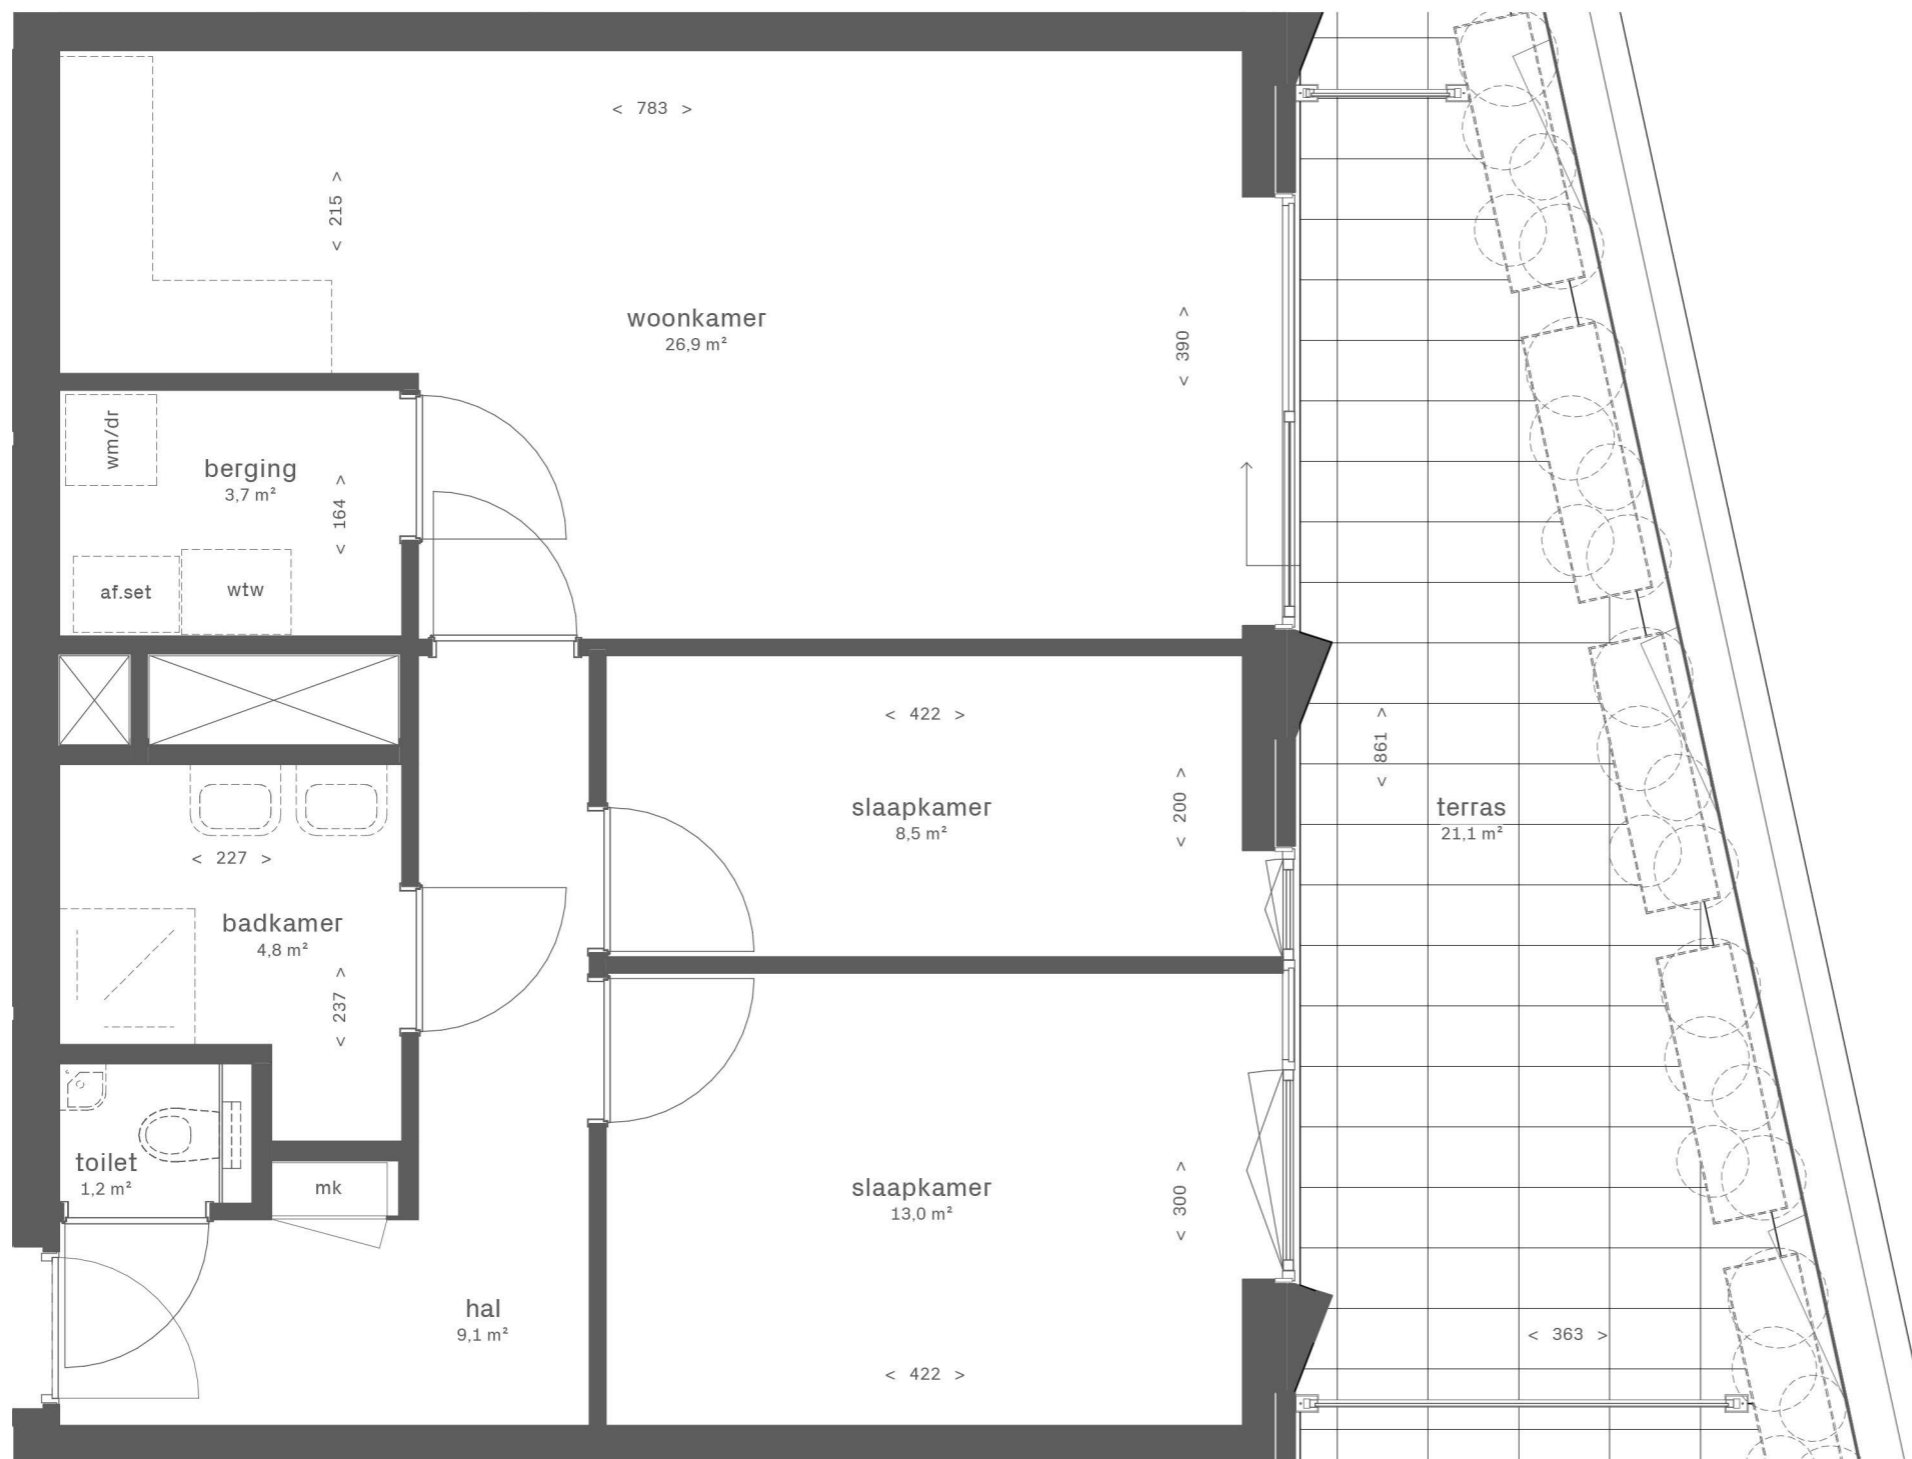 < 783 >
< 215 >
woonkamer
26,9 m²
< 390 >
wm/dr
berging
3,7 m²
< 164 >
af.set
wtw
< 422 >
slaapkamer
8,5 m²
< 200 >
< 861 >
terras
21,1 m²
< 227 >
badkamer
4,8 m²
< 237 >
toilet
1,2 m²
mk
slaapkamer
13,0 m²
< 300 >
hal
9,1 m²
< 422 >
< 363 >